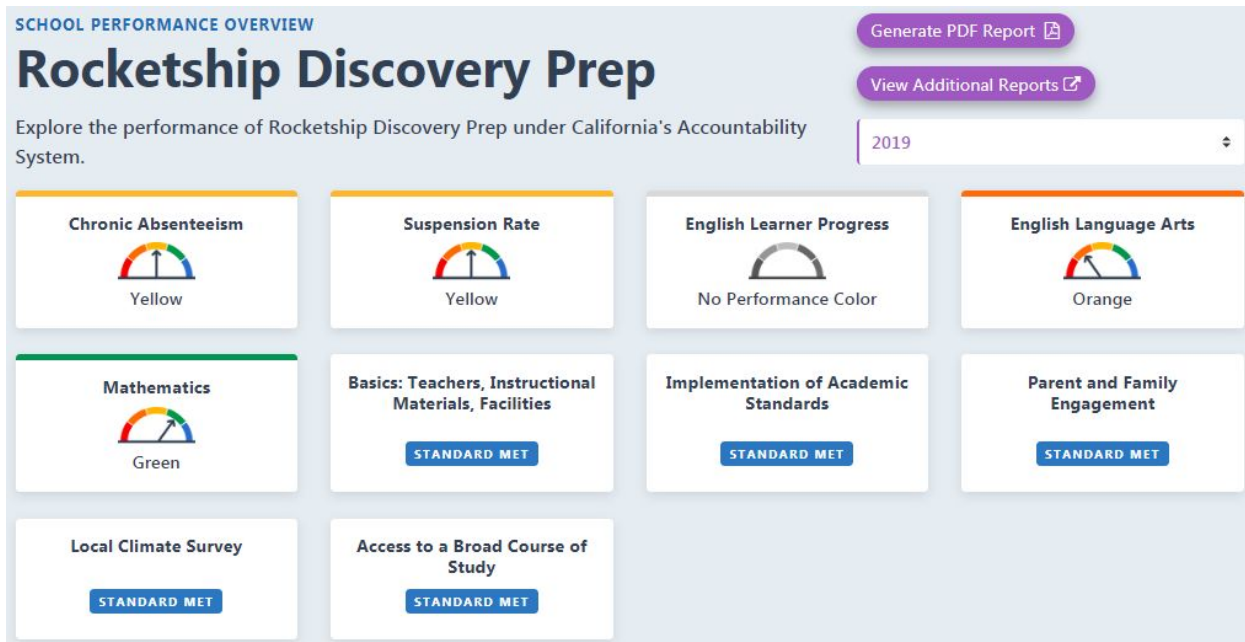 SCHOOL PERFORMANCE OVERVIEW
Rocketship Discovery Prep
Explore the performance of Rocketship Discovery Prep under California's Accountability
System.
Generate PDF Report
View Additional Reports
2019
Chronic Absenteeism
Yellow
Suspension Rate
Yellow
English Learner Progress
No Performance Color
English Language Arts
Orange
Mathematics
Green
Basics: Teachers, Instructional
Materials, Facilities
STANDARD MET
Implementation of Academic
Standards
STANDARD MET
Parent and Family
Engagement
STANDARD MET
Local Climate Survey
STANDARD MET
Access to a Broad Course of
Study
STANDARD MET